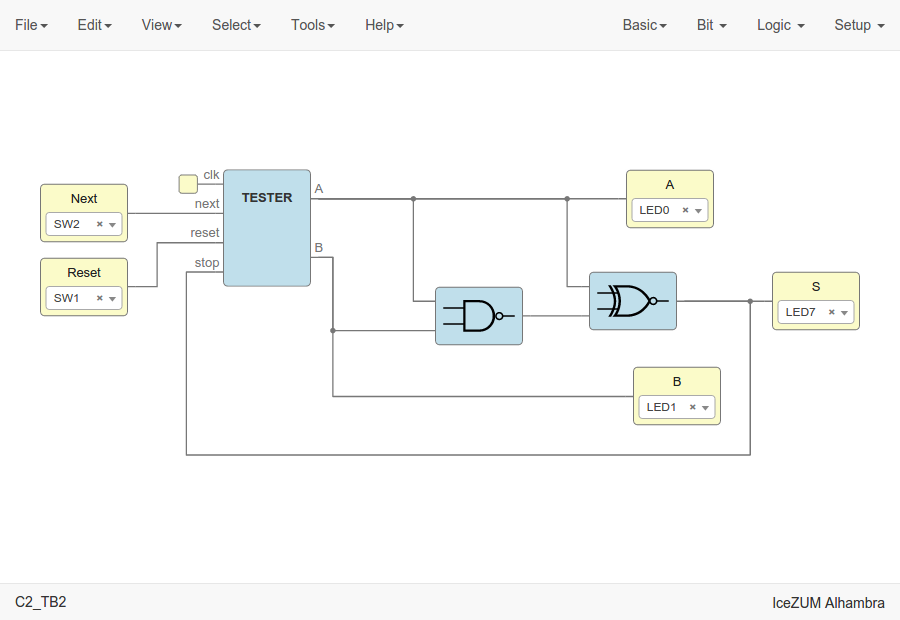 File Edit View Select Tools Help Basic Bit Logic Setup
clk
Next
SW2
next
TESTER
A
A
LED0
reset
Reset
SW1
stop
B
S
LED7
B
LED1
C2_TB2
IceZUM Alhambra